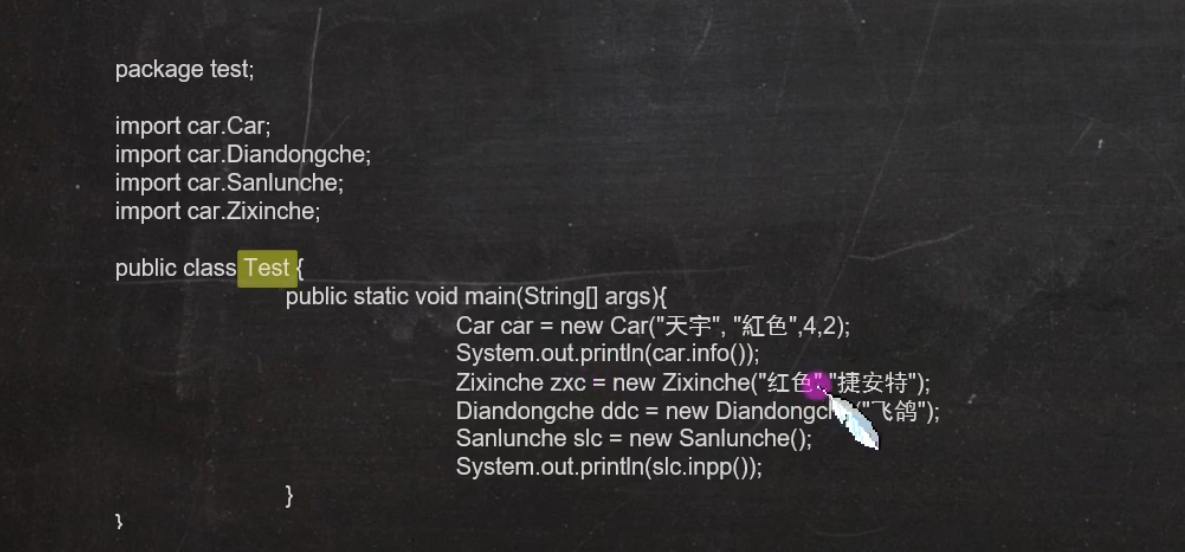 package test;
import car.Car;
import car.Diandongche;
import car.Sanlunche;
import car.Zixinche;
public class Test {
public static void main(String[] args){
Car car = new Car("天宇", "紅色",4,2);
System.out.println(car.info());
Zixinche zxc = new Zixinche("红色","捷安特");
Diandongche ddc = new Diandongche("飞鸽");
Sanlunche slc = new Sanlunche();
System.out.println(slc.inpp());
}
}